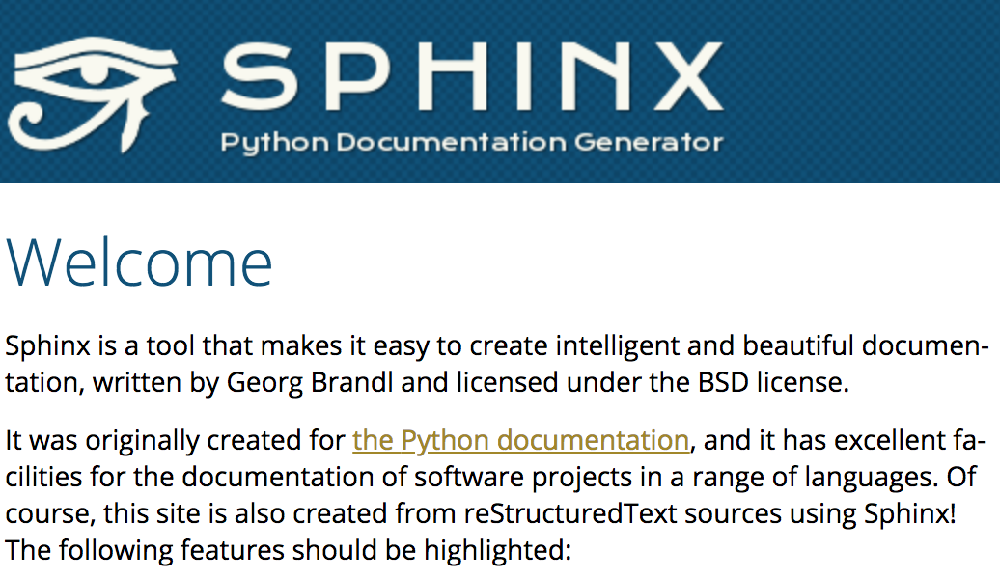 SPHINX
Python Documentation Generator
Welcome
Sphinx is a tool that makes it easy to create intelligent and beautiful documen-
tation, written by Georg Brandl and licensed under the BSD license.
It was originally created for the Python documentation, and it has excellent fa-
cilities for the documentation of software projects in a range of languages. Of
course, this site is also created from reStructuredText sources using Sphinx!
The following features should be highlighted: